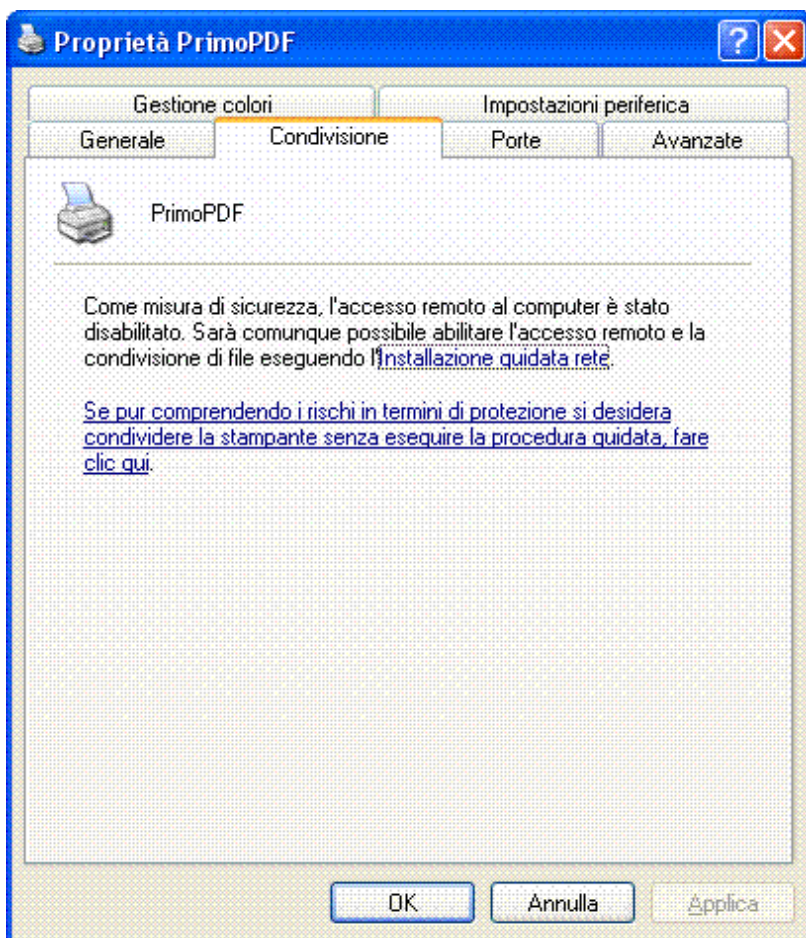 Proprietà PrimoPDF
Gestione colori Impostazioni periferica
Generale Condivisione Porte Avanzate
PrimoPDF
Come misura di sicurezza, l'accesso remoto al computer è stato
disabilitato. Sarà comunque possibile abilitare l'accesso remoto e la
condivisione di file eseguendo l'Installazione guidata rete.
Se pur comprendendo i rischi in termini di protezione si desidera
condividere la stampante senza eseguire la procedura guidata, fare
clic qui.
OK Annulla Applica